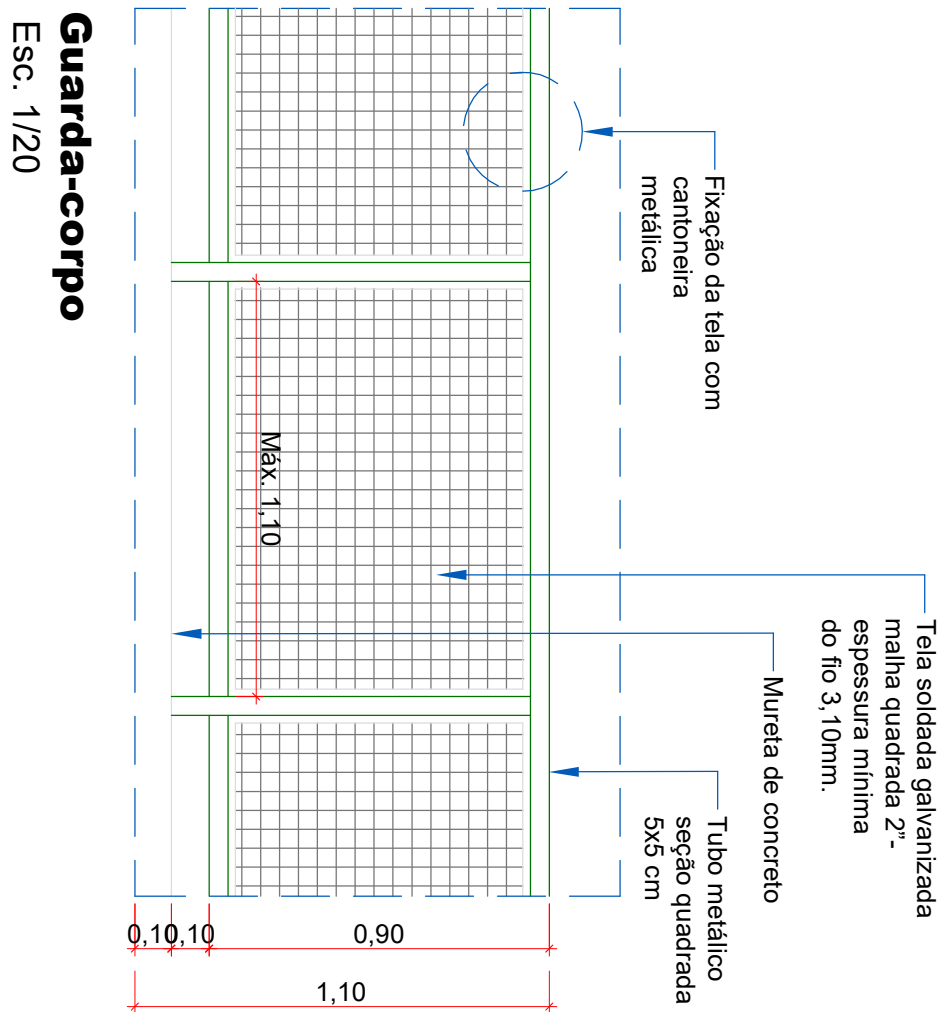 Tela soldada galvanizada
malha quadrada 2"-
espessura mínima
do fio 3,10mm.
Fixação da tela com
cantoneira
metálica
Mureta de concreto
Tubo metálico
seção quadrada
5x5 cm
Máx. 1,10
0,90
0,10
0,10
1,10
Guarda-corpo
Esc. 1/20